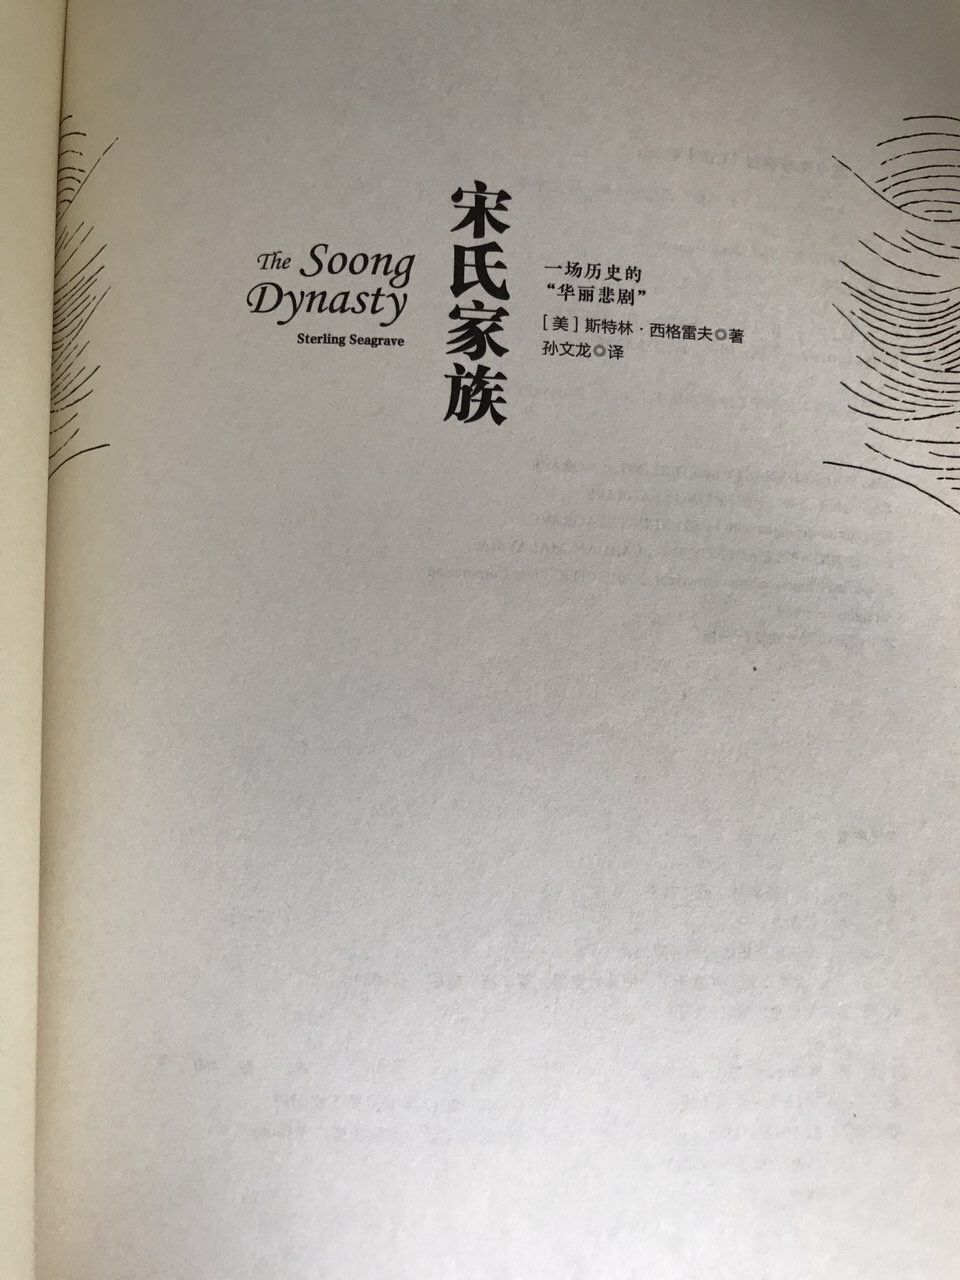 The Soong
Dynasty
Sterling Seagrave
宋氏家族
一场历史的
“华丽悲剧”
［美］斯特林·西格雷夫◎著
孙文龙◎译